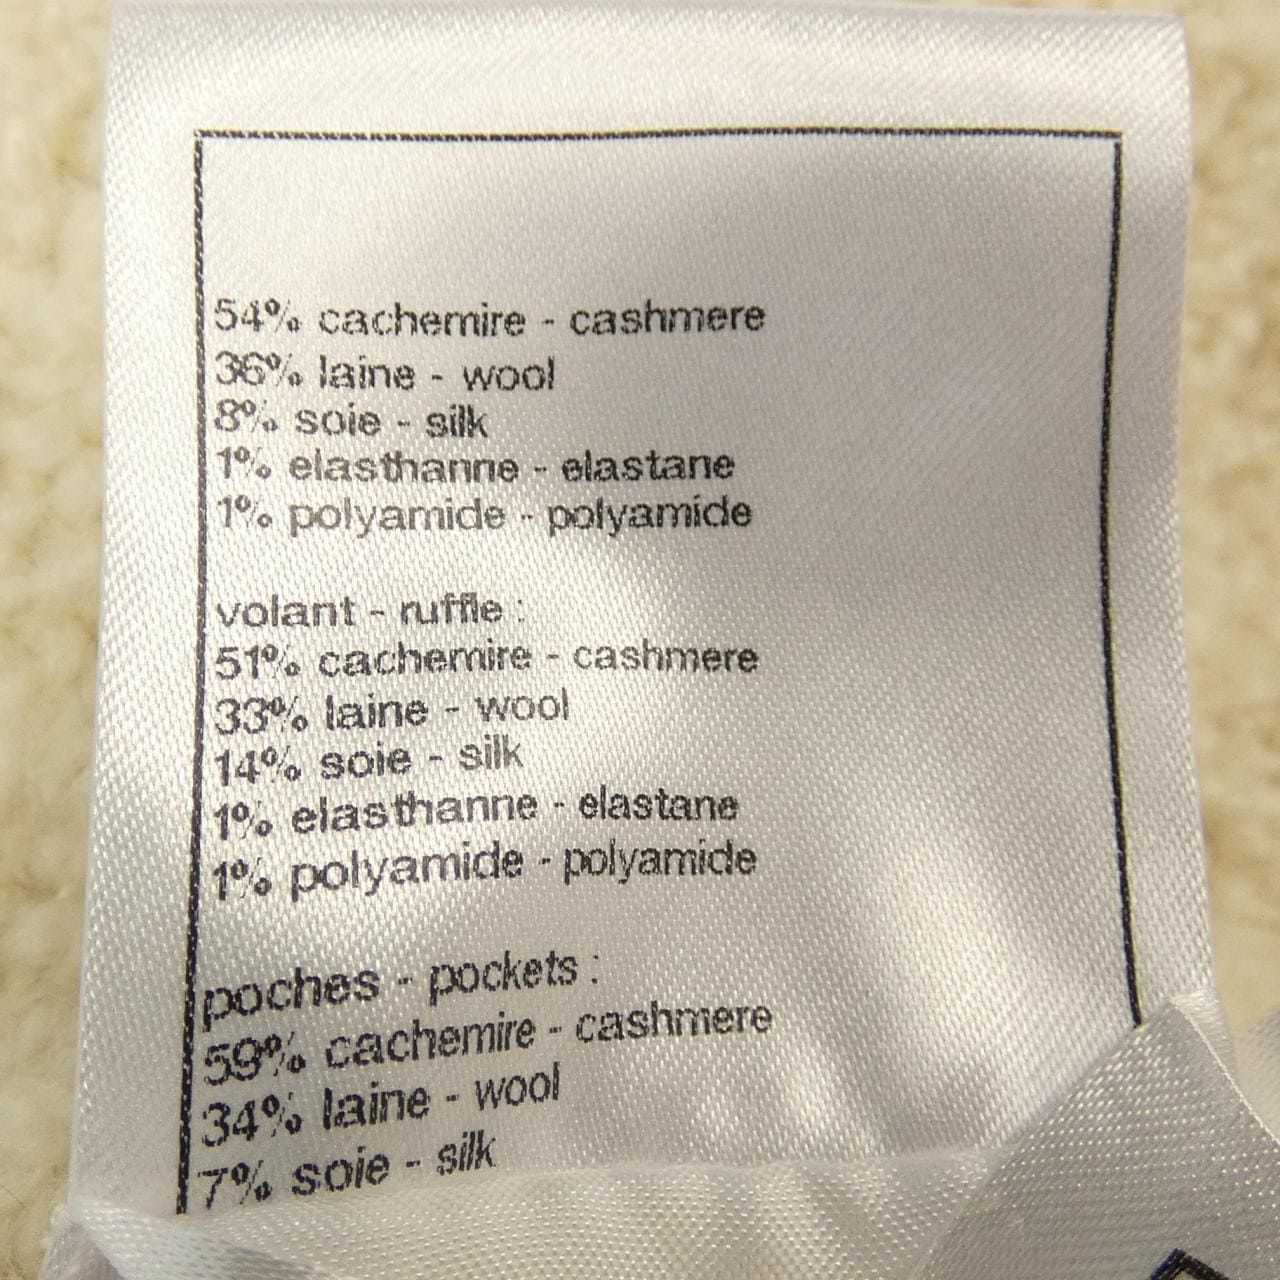 54% cachemire - cashmere
36% laine - wool
8% soie - silk
1% elasthanne - elastane
1% polyamide - polyamide
volant - ruffle :
51% cachemire - cashmere
33% laine - wool
14% soie - silk
1% elasthanne - elastane
1% polyamide - polyamide
poches - pockets :
59% cachemire - cashmere
34% laine - wool
7% soie - silk